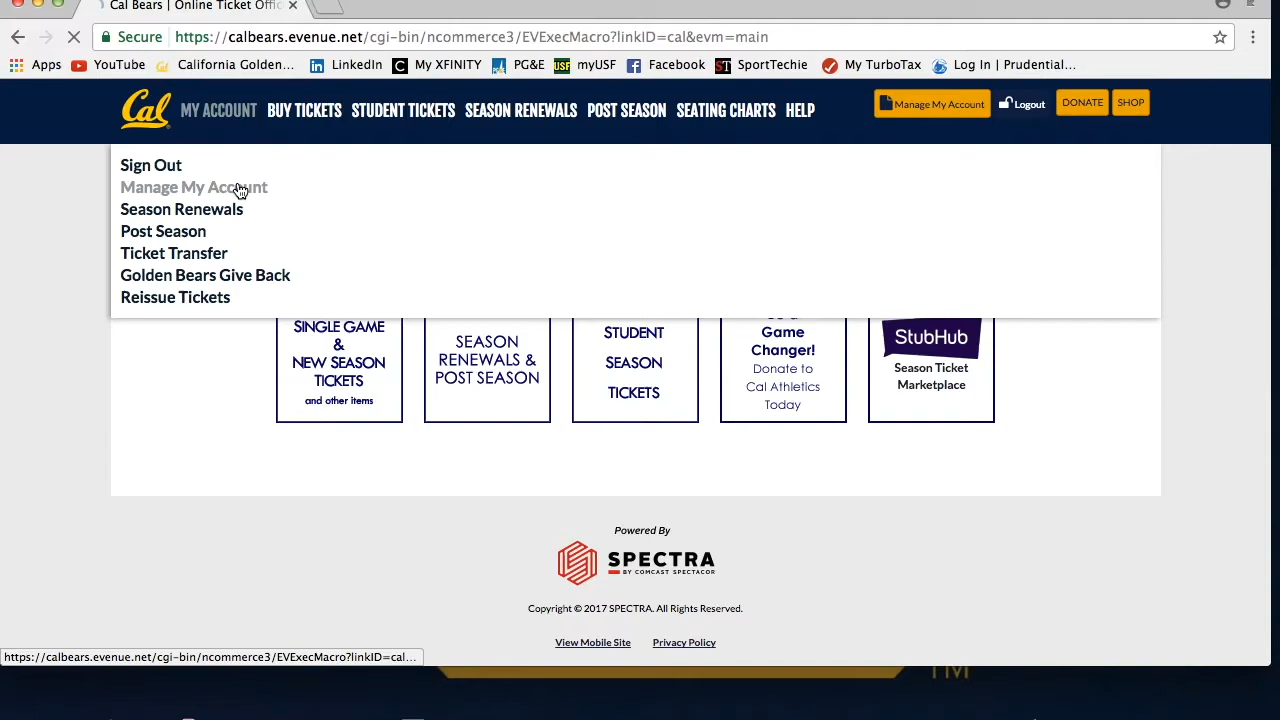 Cal Bears | Online Ticket Offic
Secure https://calbears.evenue.net/cgi-bin/ncommerce3/EVExecMacro?linkID=cal&evm=main
Apps YouTube California Golden... LinkedIn My XFINITY PG&E myUSF Facebook SportTechie My TurboTax Log In | Prudential...
Cal MY ACCOUNT BUY TICKETS STUDENT TICKETS SEASON RENEWALS POST SEASON SEATING CHARTS HELP Manage My Account Logout DONATE SHOP
Sign Out
Manage My Account
Season Renewals
Post Season
Ticket Transfer
Golden Bears Give Back
Reissue Tickets
SINGLE GAME
&
NEW SEASON
TICKETS
and other items
SEASON
RENEWALS &
POST SEASON
STUDENT
SEASON
TICKETS
Game
Changer!
Donate to
Cal Athletics
Today
StubHub
Season Ticket
Marketplace
Powered By
SPECTRA
BY COMCAST SPECTACOR
Copyright © 2017 SPECTRA. All Rights Reserved.
View Mobile Site Privacy Policy
https://calbears.evenue.net/cgi-bin/ncommerce3/EVExecMacro?linkID=cal...
TM